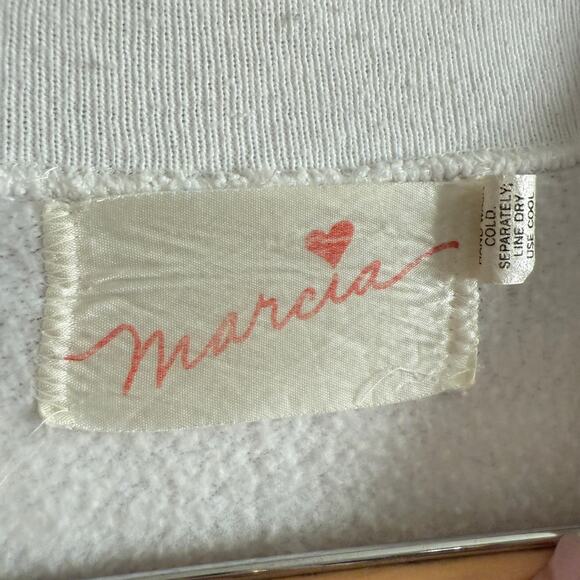 marcia
COLD.
SEPARATELY;
LINE DRY.
USE COOL